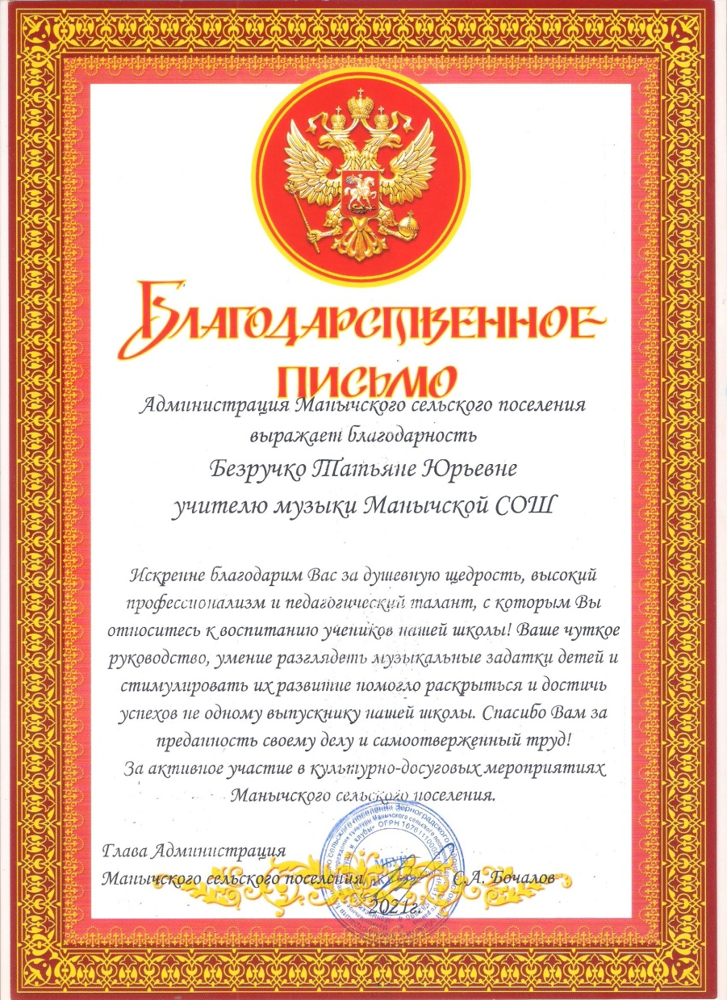 Благодарственное
письмо
Администрация Манычского сельского поселения
выражает благодарность
Безручко Татьяне Юрьевне
учителю музыки Манычской СОШ
Искренне благодарим Вас за душевную щедрость, высокий
профессионализм и педагогический талант, с которым Вы
относитесь к воспитанию учеников нашей школы! Ваше чуткое
руководство, умение разглядеть музыкальные задатки детей и
стимулировать их развитие помогло раскрыться и достичь
успехов не одному выпускнику нашей школы. Спасибо Вам за
преданность своему делу и самоотверженный труд!
За активное участие в культурно-досуговых мероприятиях
Манычского сельского поселения.
Глава Администрация
Манычского сельского поселения С.А. Бочалов
2021г.